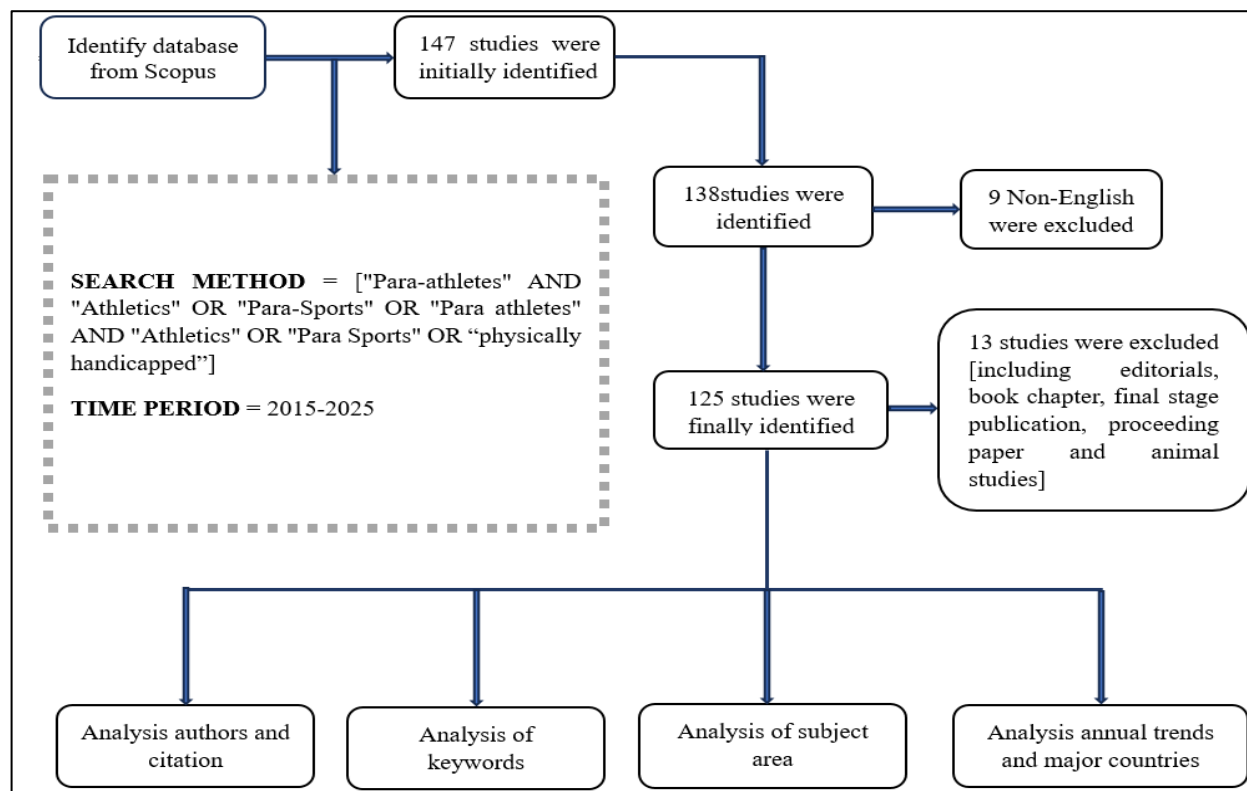 Identify database
from Scopus
147 studies were
initially identified
138studies were
identified
9 Non-English
were excluded
SEARCH METHOD = ["Para-athletes" AND
"Athletics" OR "Para-Sports" OR "Para athletes"
AND "Athletics" OR "Para Sports" OR “physically
handicapped”]
TIME PERIOD = 2015-2025
125 studies were
finally identified
13 studies were excluded
[including editorials,
book chapter, final stage
publication, proceeding
paper and animal
studies]
Analysis authors and
citation
Analysis of
keywords
Analysis of subject
area
Analysis annual trends
and major countries